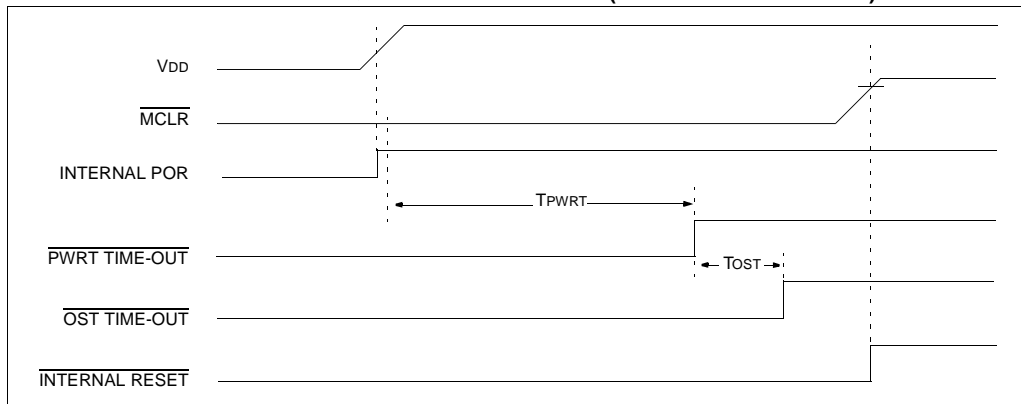 VDD
MCLR
INTERNAL POR
TPWRT
PWRT TIME-OUT
TOST
OST TIME-OUT
INTERNAL RESET